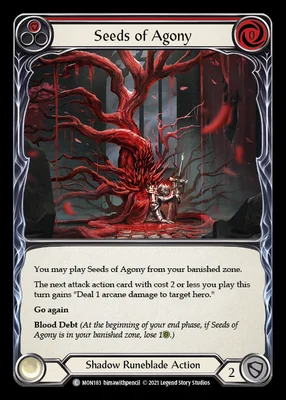 Seeds of Agony
You may play Seeds of Agony from your banished zone.
The next attack action card with cost 2 or less you play this
turn gains "Deal 1 arcane damage to target hero."
Go again
Blood Debt (At the beginning of your end phase, if Seeds
of Agony is in your banished zone, lose 1.)
Shadow Runeblade Action
2
C MON183 bimawithpencil © 2021 Legend Story Studios